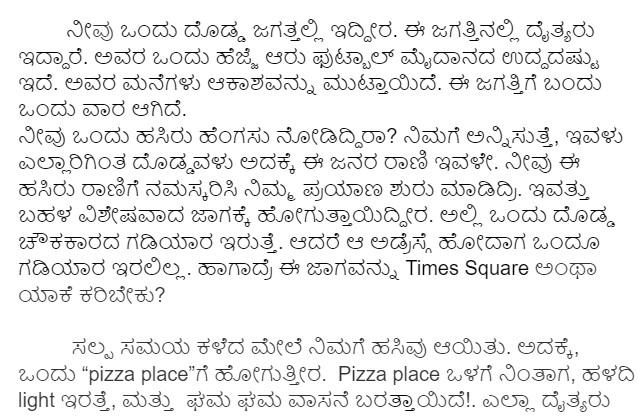 ನೀವು ಒಂದು ದೊಡ್ಡ ಜಗತ್ತಲ್ಲಿ ಇದ್ದೀರ. ಈ ಜಗತ್ತಿನಲ್ಲಿ ದೈತ್ಯರು
ಇದ್ದಾರೆ. ಅವರ ಒಂದು ಹೆಜ್ಜೆ ಆರು ಫುಟ್ಬಾಲ್ ಮೈದಾನದ ಉದ್ದದಷ್ಟು
ಇದೆ. ಅವರ ಮನೆಗಳು ಆಕಾಶವನ್ನು ಮುಟ್ತಾಯಿದೆ. ಈ ಜಗತ್ತಿಗೆ ಬಂದು
ಒಂದು ವಾರ ಆಗಿದೆ.
ನೀವು ಒಂದು ಹಸಿರು ಹೆಂಗಸು ನೋಡಿದ್ದಿರಾ? ನಿಮಗೆ ಅನ್ನಿಸುತ್ತೆ, ಇವಳು
ಎಲ್ಲಾರಿಗಿಂತ ದೊಡ್ಡವಳು ಅದಕ್ಕೆ ಈ ಜನರ ರಾಣಿ ಇವಳೇ. ನೀವು ಈ
ಹಸಿರು ರಾಣಿಗೆ ನಮಸ್ಕರಿಸಿ ನಿಮ್ಮ ಪ್ರಯಾಣ ಶುರು ಮಾಡಿದ್ರಿ. ಇವತ್ತು
ಬಹಳ ವಿಶೇಷವಾದ ಜಾಗಕ್ಕೆ ಹೋಗುತ್ತಾಯಿದ್ದೀರ. ಅಲ್ಲಿ ಒಂದು ದೊಡ್ಡ
ಚೌಕಕಾರದ ಗಡಿಯಾರ ಇರುತ್ತೆ. ಆದರೆ ಆ ಅಡ್ರೆಸ್ಗೆ ಹೋದಾಗ ಒಂದೂ
ಗಡಿಯಾರ ಇರಲಿಲ್ಲ. ಹಾಗಾದ್ರೆ ಈ ಜಾಗವನ್ನು Times Square ಅಂಥಾ
ಯಾಕೆ ಕರಿಬೇಕು?
ಸಲ್ಪ ಸಮಯ ಕಳೆದ ಮೇಲೆ ನಿಮಗೆ ಹಸಿವು ಆಯಿತು. ಅದಕ್ಕೆ,
ಒಂದು “pizza place”ಗೆ ಹೋಗುತ್ತೀರ. Pizza place ಒಳಗೆ ನಿಂತಾಗ, ಹಳದಿ
light ಇರತ್ತೆ, ಮತ್ತು ಘಮ ಘಮ ವಾಸನೆ ಬರತ್ತಾಯಿದೆ!. ಎಲ್ಲಾ ದೈತ್ಯರು